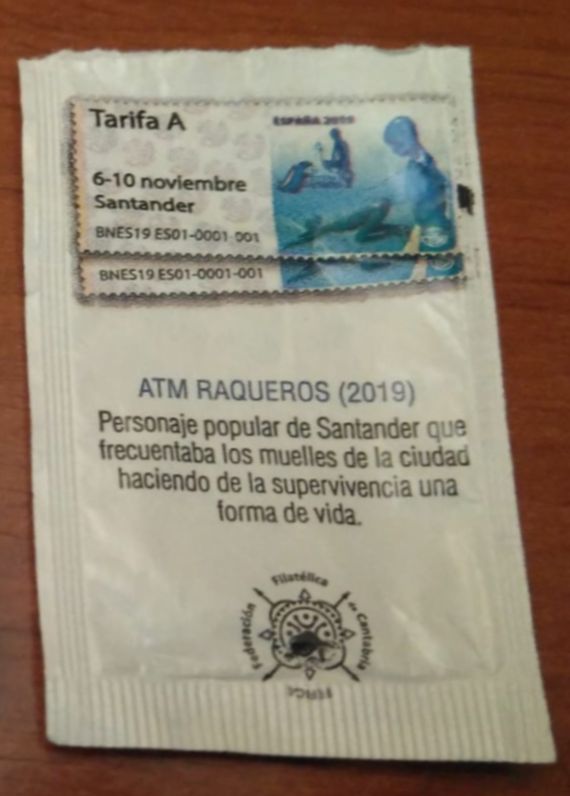 Tarifa A
ESPAÑA 2019
6-10 noviembre
Santander
BNES19 ES01-0001-001
BNES19 ES01-0001-001
ATM RAQUEROS (2019)
Personaje popular de Santander que
frecuentaba los muelles de la ciudad
haciendo de la supervivencia una
forma de vida.
Federación Filatélica de Cantabria